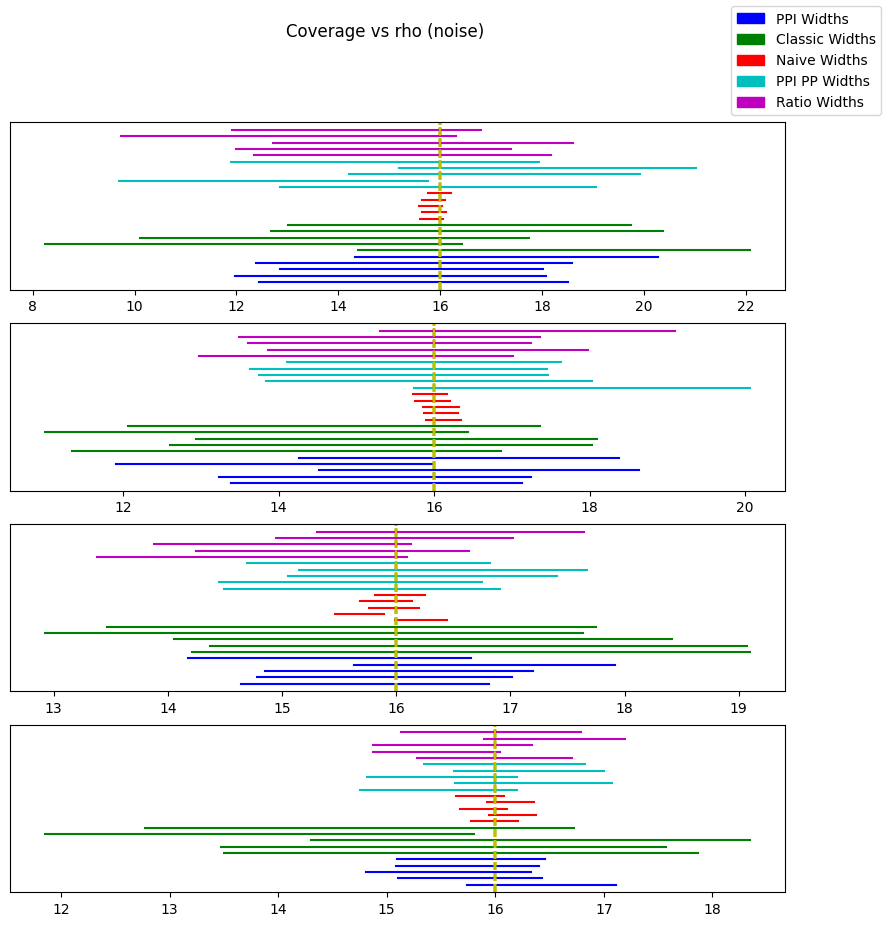 Coverage vs rho (noise)
PPI Widths
Classic Widths
Naive Widths
PPI PP Widths
Ratio Widths
8 10 12 14 16 18 20 22
12 14 16 18 20
13 14 15 16 17 18 19
12 13 14 15 16 17 18